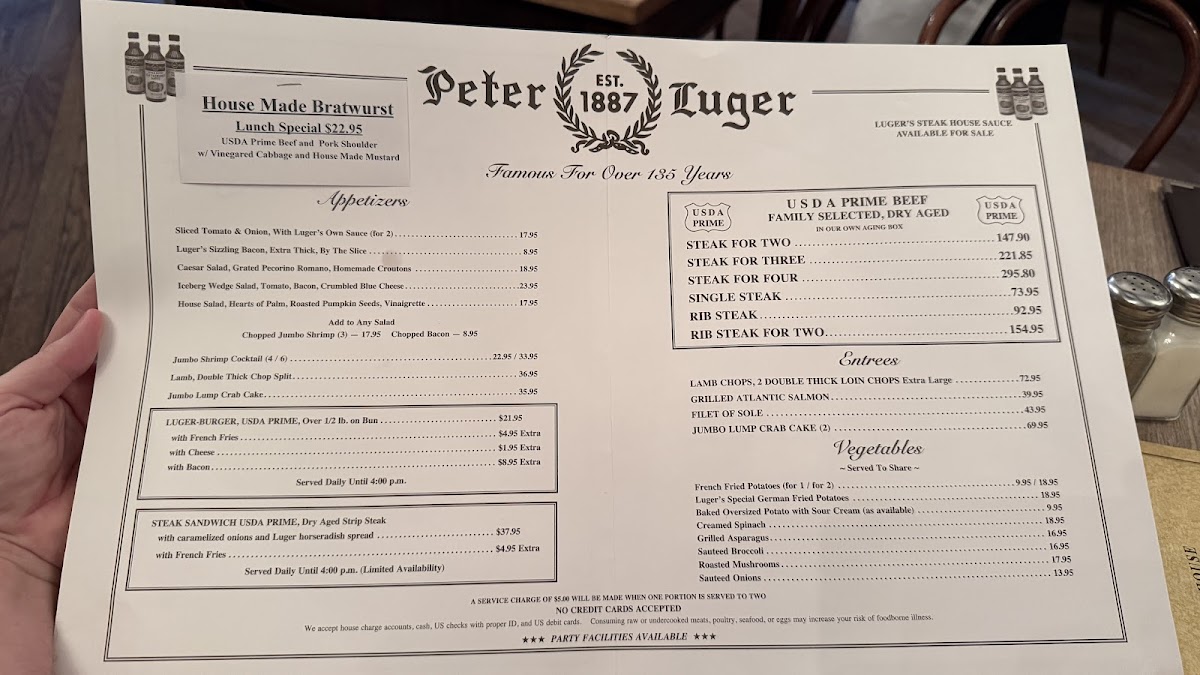 House Made Bratwurst
Lunch Special $22.95
USDA Prime Beef and Pork Shoulder
w/ Vinegared Cabbage and House Made Mustard
Peter Luger
EST.
1887
LUGER'S STEAK HOUSE SAUCE
AVAILABLE FOR SALE
Famous For Over 135 Years
Appetizers
Sliced Tomato & Onion, With Luger's Own Sauce (for 2) 17.95
Luger's Sizzling Bacon, Extra Thick, By The Slice 8.95
Caesar Salad, Grated Pecorino Romano, Homemade Croutons 18.95
Iceberg Wedge Salad, Tomato, Bacon, Crumbled Blue Cheese 23.95
House Salad, Hearts of Palm, Roasted Pumpkin Seeds, Vinaigrette 17.95
Add to Any Salad
Chopped Jumbo Shrimp (3) — 17.95 Chopped Bacon — 8.95
Jumbo Shrimp Cocktail (4 / 6) 22.95 / 33.95
Lamb, Double Thick Chop Split 36.95
Jumbo Lump Crab Cake 35.95
LUGER-BURGER, USDA PRIME, Over 1/2 lb. on Bun $21.95
with French Fries $4.95 Extra
with Cheese $1.95 Extra
with Bacon $8.95 Extra
Served Daily Until 4:00 p.m.
STEAK SANDWICH USDA PRIME, Dry Aged Strip Steak
with caramelized onions and Luger horseradish spread $37.95
with French Fries $4.95 Extra
Served Daily Until 4:00 p.m. (Limited Availability)
USDA
PRIME
U S D A PRIME BEEF
FAMILY SELECTED, DRY AGED
IN OUR OWN AGING BOX
USDA
PRIME
STEAK FOR TWO 147.90
STEAK FOR THREE 221.85
STEAK FOR FOUR 295.80
SINGLE STEAK 73.95
RIB STEAK 92.95
RIB STEAK FOR TWO 154.95
Entrees
LAMB CHOPS, 2 DOUBLE THICK LOIN CHOPS Extra Large 72.95
GRILLED ATLANTIC SALMON 39.95
FILET OF SOLE 43.95
JUMBO LUMP CRAB CAKE (2) 69.95
Vegetables
~ Served To Share ~
French Fried Potatoes (for 1 / for 2) 9.95 / 18.95
Luger's Special German Fried Potatoes 18.95
Baked Oversized Potato with Sour Cream (as available) 9.95
Creamed Spinach 18.95
Grilled Asparagus 16.95
Sauteed Broccoli 16.95
Roasted Mushrooms 17.95
Sauteed Onions 13.95
A SERVICE CHARGE OF $5.00 WILL BE MADE WHEN ONE PORTION IS SERVED TO TWO
NO CREDIT CARDS ACCEPTED
We accept house charge accounts, cash, US checks with proper ID, and US debit cards. Consuming raw or undercooked meats, poultry, seafood, or eggs may increase your risk of foodborne illness.
★★★ PARTY FACILITIES AVAILABLE ★★★